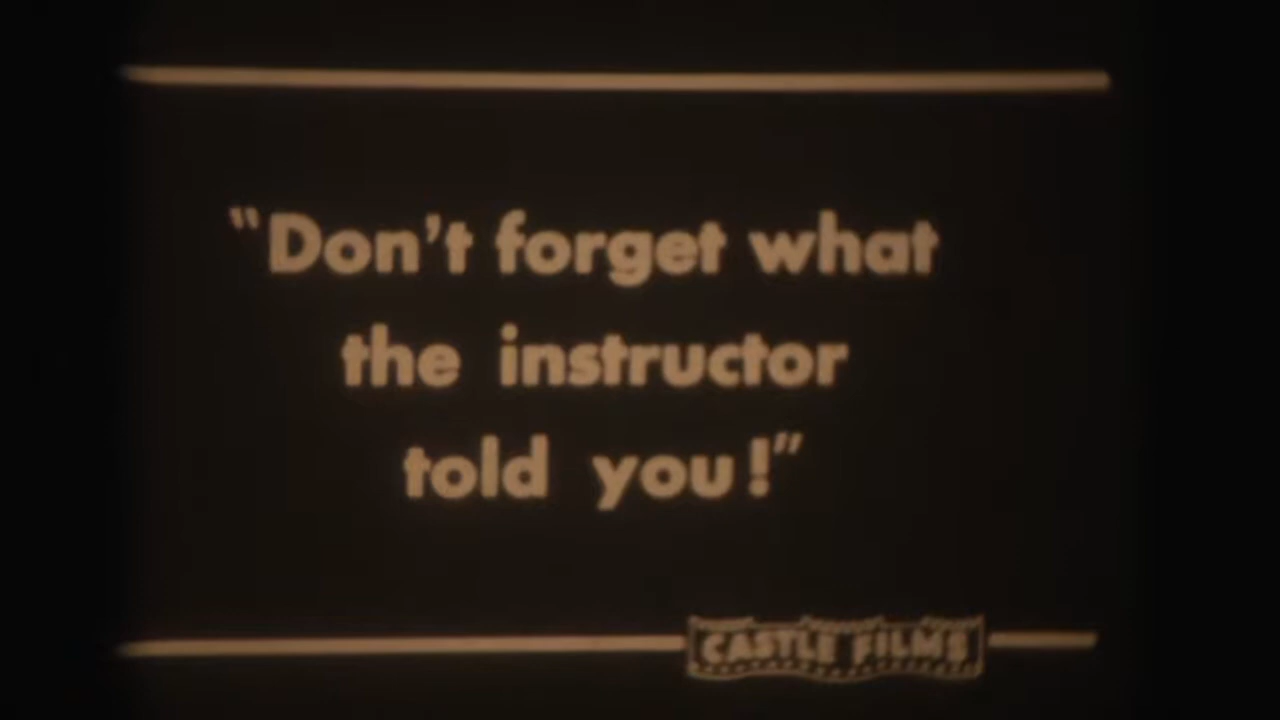 “Don’t forget what
the instructor
told you!”
CASTLE FILMS